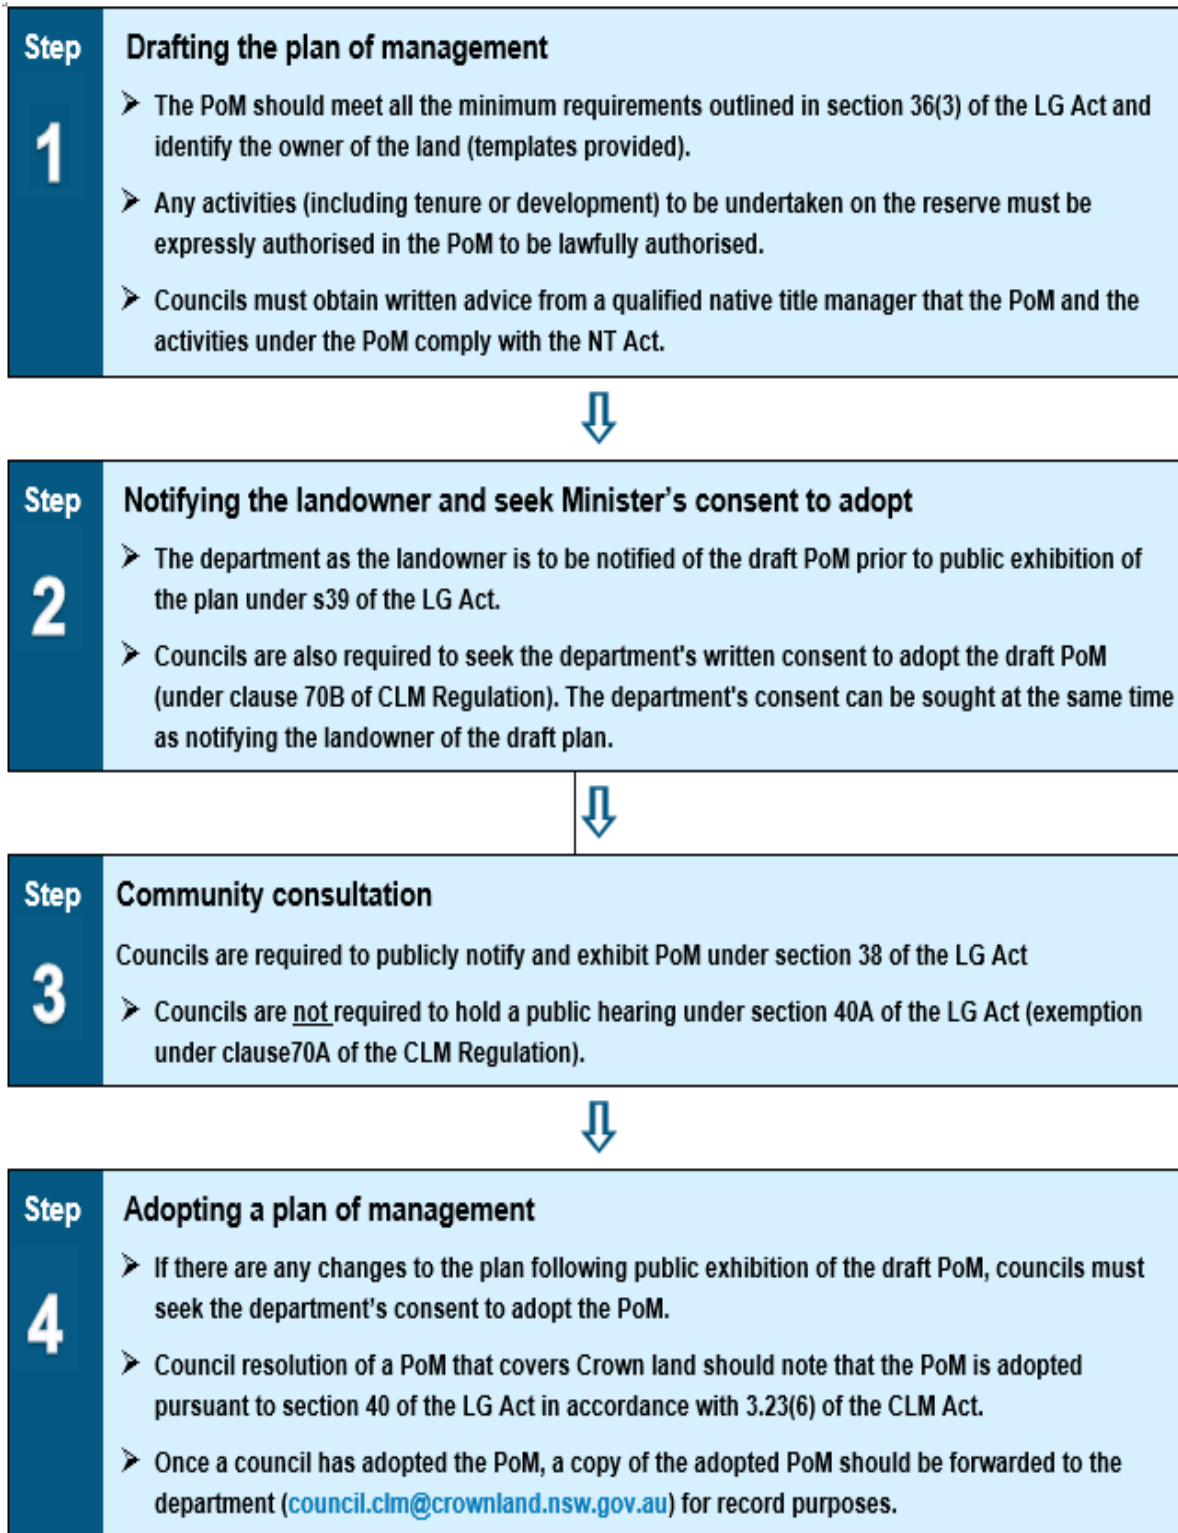 Step
1
Drafting the plan of management
➤ The PoM should meet all the minimum requirements outlined in section 36(3) of the LG Act and
identify the owner of the land (templates provided).
➤ Any activities (including tenure or development) to be undertaken on the reserve must be
expressly authorised in the PoM to be lawfully authorised.
➤ Councils must obtain written advice from a qualified native title manager that the PoM and the
activities under the PoM comply with the NT Act.
Step
2
Notifying the landowner and seek Minister's consent to adopt
➤ The department as the landowner is to be notified of the draft PoM prior to public exhibition of
the plan under s39 of the LG Act.
➤ Councils are also required to seek the department's written consent to adopt the draft PoM
(under clause 70B of CLM Regulation). The department's consent can be sought at the same time
as notifying the landowner of the draft plan.
Step
3
Community consultation
Councils are required to publicly notify and exhibit PoM under section 38 of the LG Act
➤ Councils are not required to hold a public hearing under section 40A of the LG Act (exemption
under clause70A of the CLM Regulation).
Step
4
Adopting a plan of management
➤ If there are any changes to the plan following public exhibition of the draft PoM, councils must
seek the department's consent to adopt the PoM.
➤ Council resolution of a PoM that covers Crown land should note that the PoM is adopted
pursuant to section 40 of the LG Act in accordance with 3.23(6) of the CLM Act.
➤ Once a council has adopted the PoM, a copy of the adopted PoM should be forwarded to the
department (council.clm@crownland.nsw.gov.au) for record purposes.